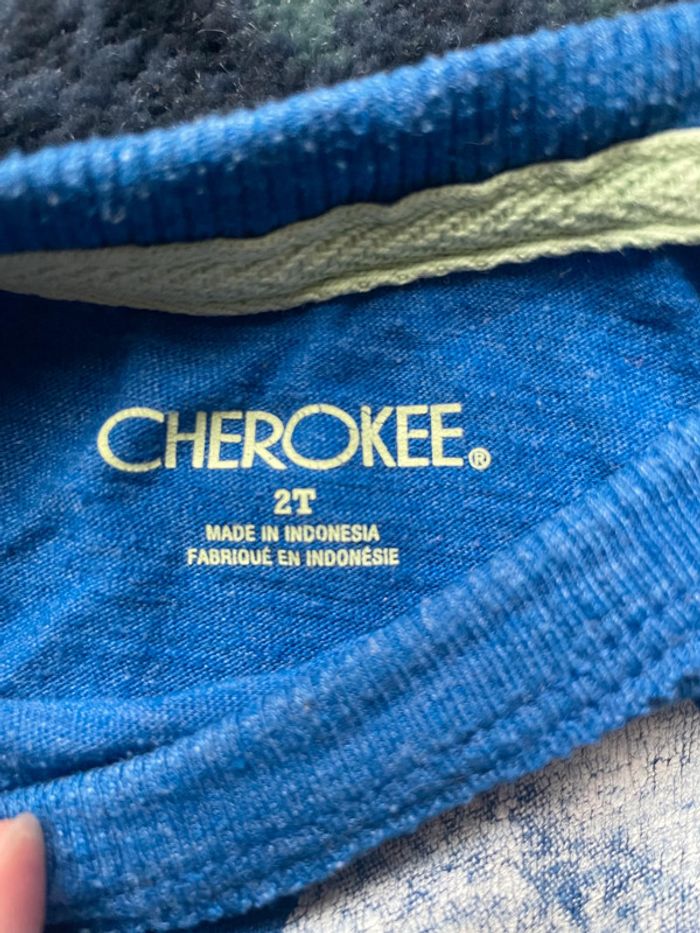 CHEROKEE®
2T
MADE IN INDONESIA
FABRIQUÉ EN INDONÉSIE